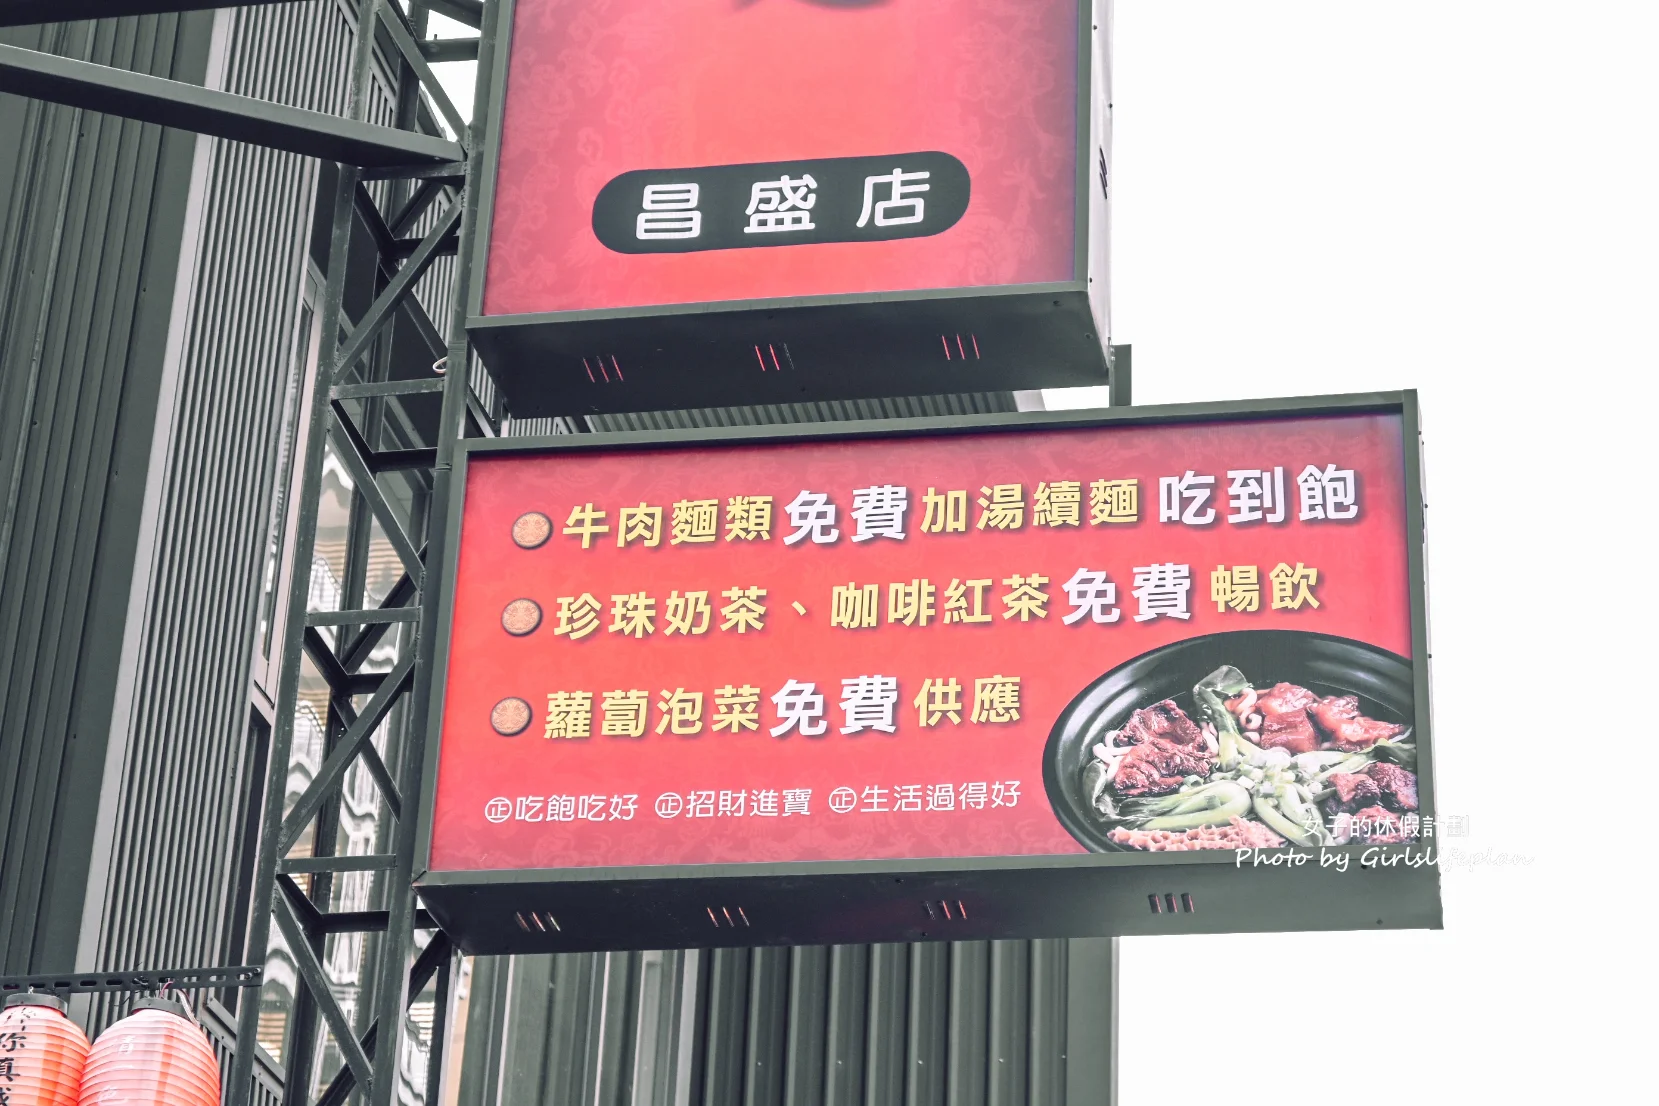 昌盛店
牛肉麵類免費加湯續麵吃到飽
珍珠奶茶、咖啡紅茶免費暢飲
蘿蔔泡菜免費供應
㊣吃飽吃好 ㊣招財進寶 ㊣生活過得好
女子的休假計劃
Photo by Girlslifeplan
你真